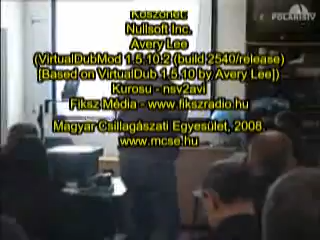 POLARISTV
Köszönet:
Nullsoft Inc.
Avery Lee
(VirtualDubMod 1.5.10.2 (build 2540/release)
[Based on VirtualDub 1.5.10 by Avery Lee])
Kurosu - nsv2avi
Fiksz Média - www.fikszradio.hu
Magyar Csillagászati Egyesület, 2008.
www.mcse.hu